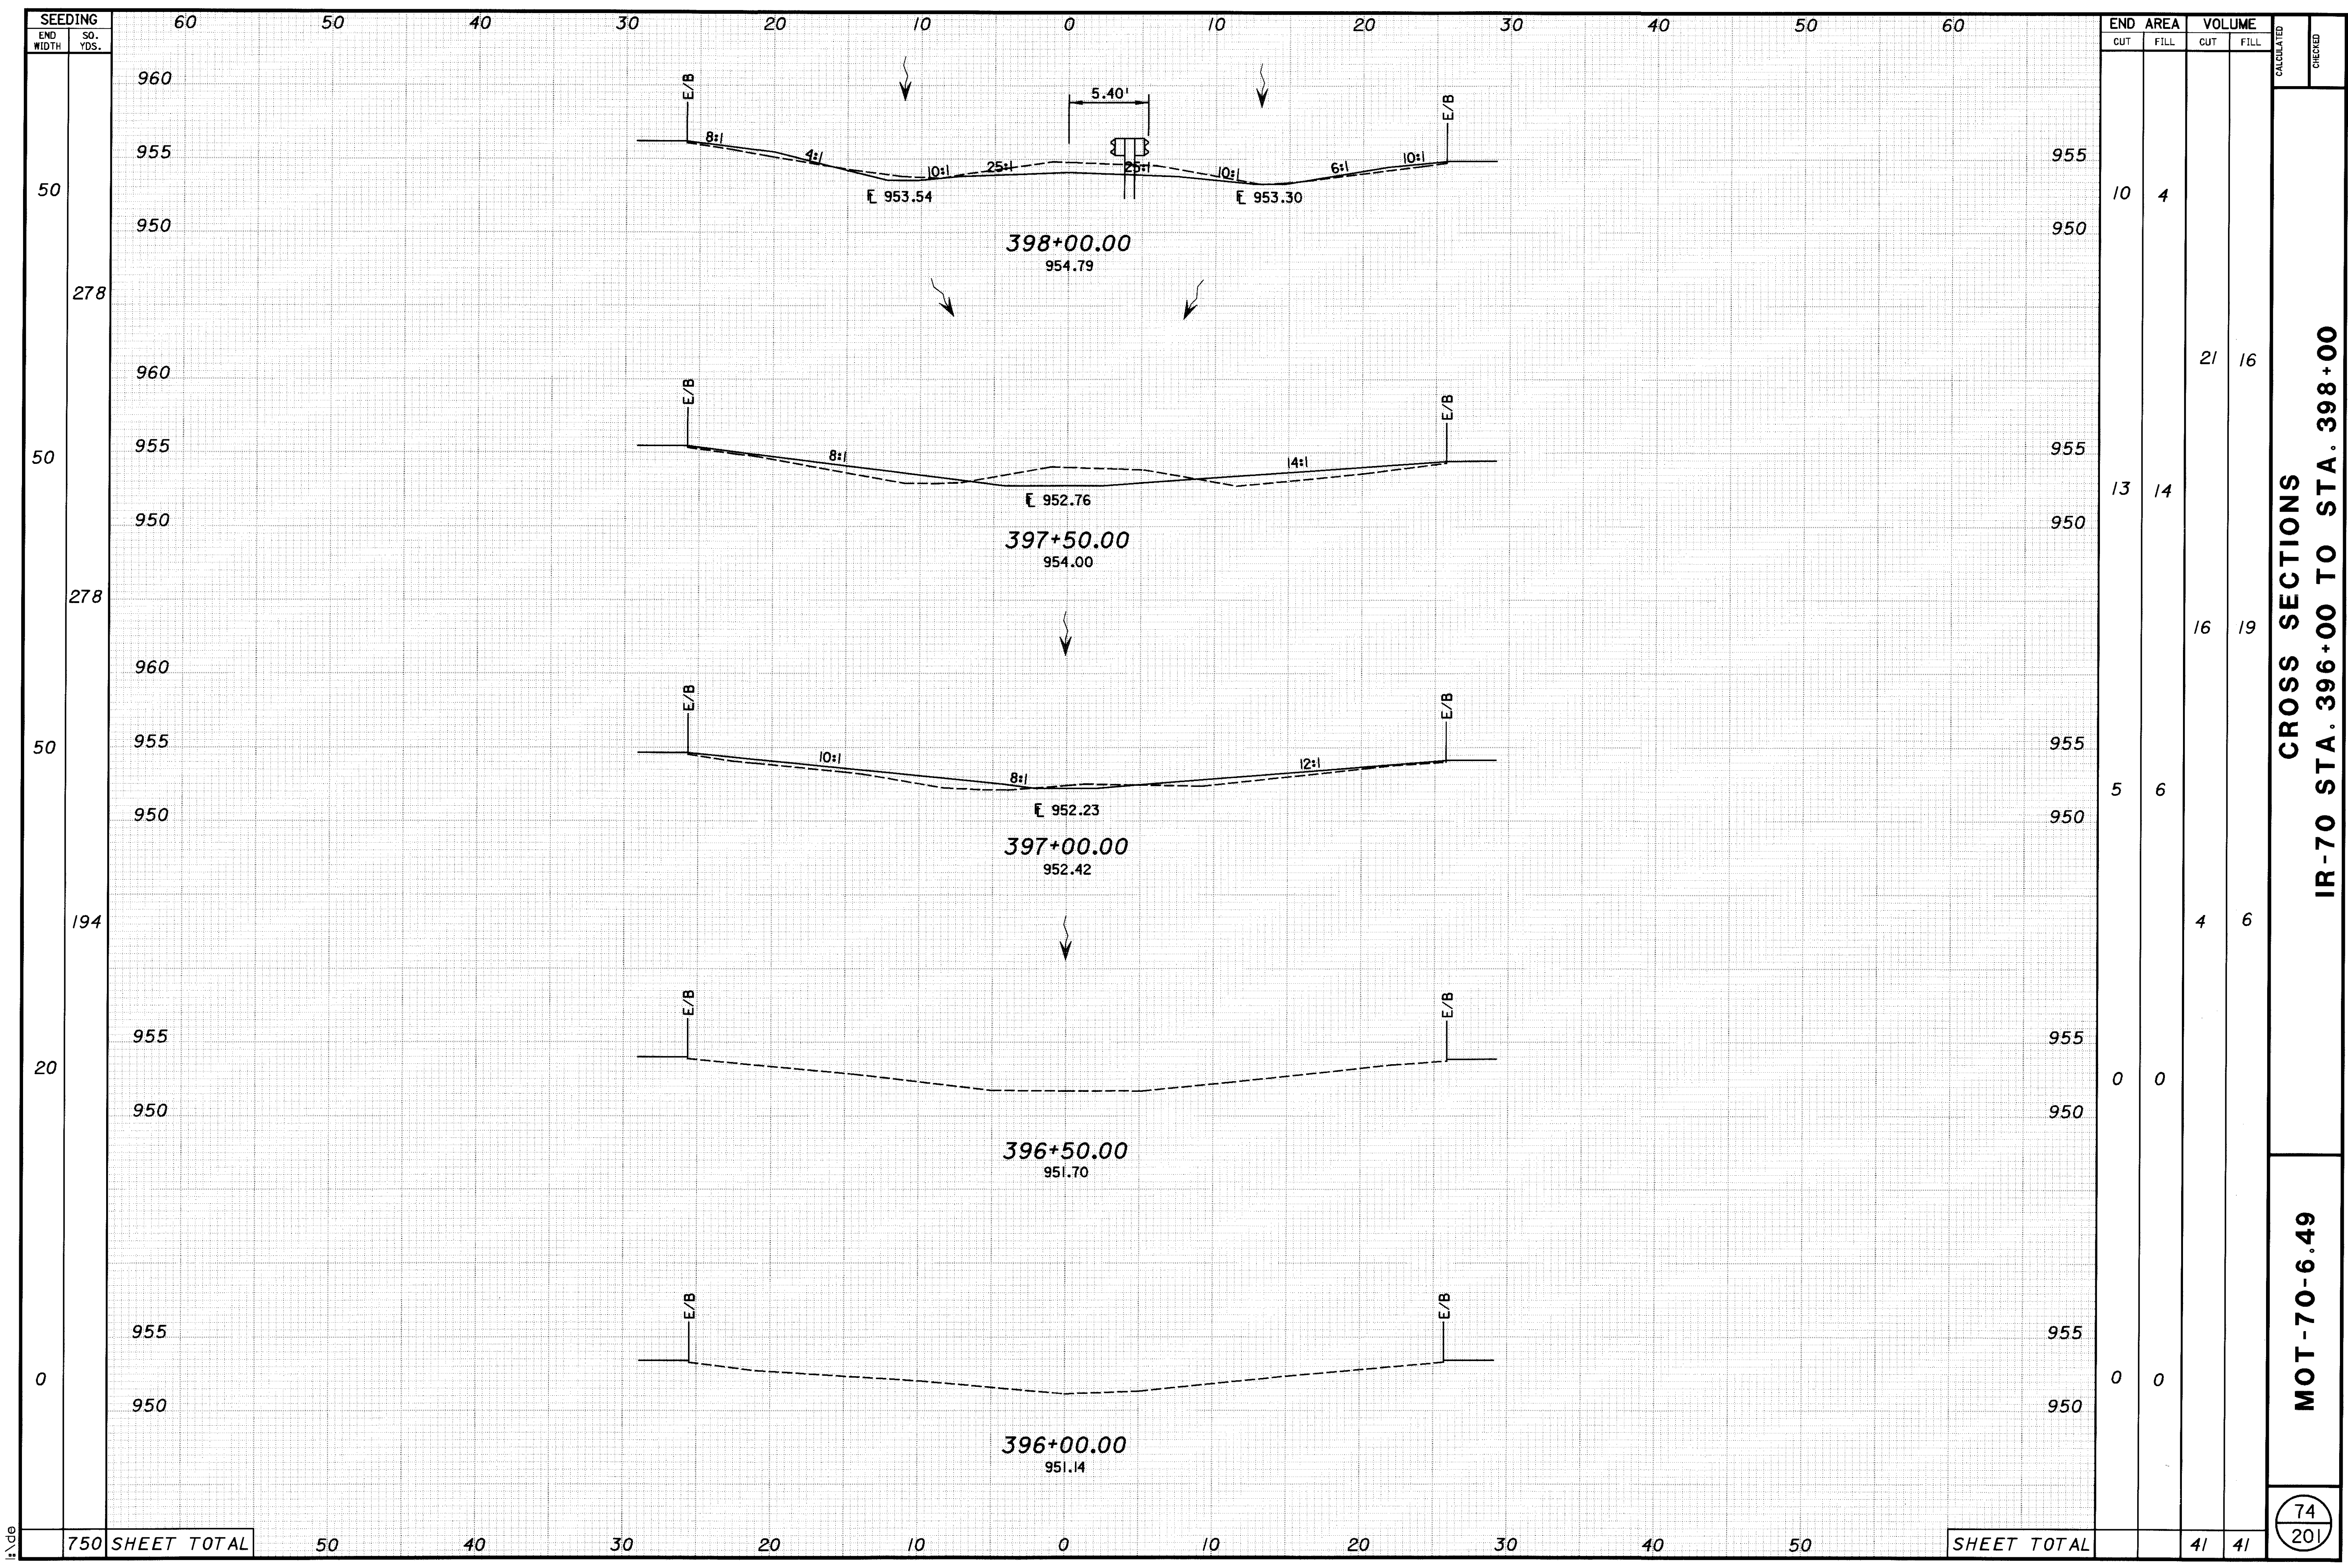 SEEDING
END WIDTH
SQ. YDS.
60 50 40 30 20 10 0 10 20 30 40 50 60
END AREA
VOLUME
CUT FILL CUT FILL
CALCULATED
CHECKED
960
E/B
5.40'
E/B
8:1 4:1 10:1 25:1 25:1 10:1 6:1 10:1
955
955
℄ 953.54
℄ 953.30
50
10 4
950
950
398+00.00
954.79
278
21 16
960
E/B
E/B
955
8:1
14:1
955
50
℄ 952.76
13 14
950
950
397+50.00
954.00
278
16 19
960
E/B
E/B
955
10:1 8:1 12:1
955
50
℄ 952.23
5 6
950
950
397+00.00
952.42
194
4 6
E/B
E/B
955
955
20
0 0
950
950
396+50.00
951.70
E/B
E/B
955
955
0
0 0
950
950
396+00.00
951.14
750 SHEET TOTAL
50 40 30 20 10 0 10 20 30 40 50
SHEET TOTAL
41 41
CROSS SECTIONS
IR-70 STA. 396+00 TO STA. 398+00
MOT-70-6.49
74
201